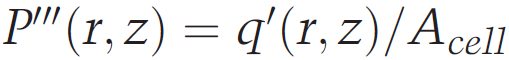 P′′′(r, z) = q′(r, z)/A_cell